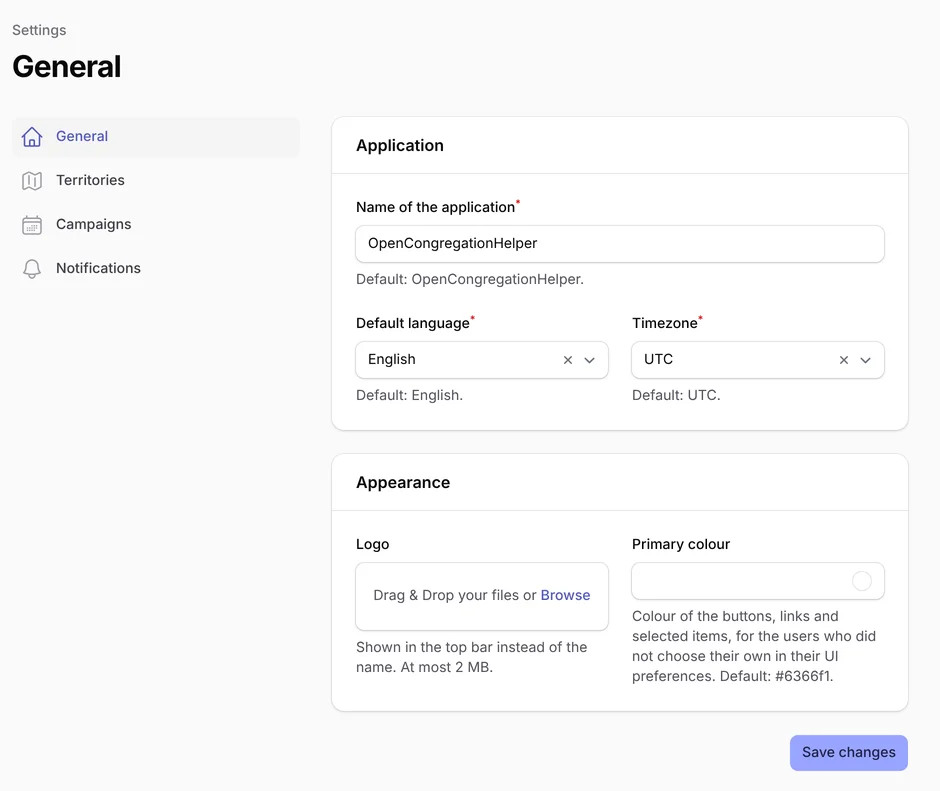 Settings
General
General
Territories
Campaigns
Notifications
Application
Name of the application*
OpenCongregationHelper
Default: OpenCongregationHelper.
Default language*
English
Default: English.
Timezone*
UTC
Default: UTC.
Appearance
Logo
Drag & Drop your files or Browse
Shown in the top bar instead of the
name. At most 2 MB.
Primary colour
Colour of the buttons, links and
selected items, for the users who did
not choose their own in their UI
preferences. Default: #6366f1.
Save changes